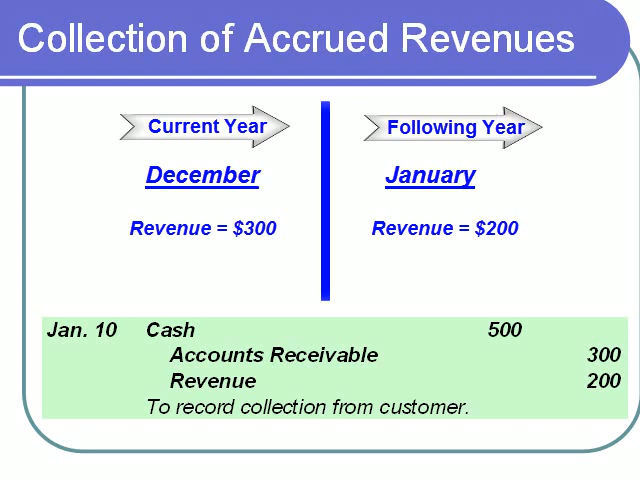 Collection of Accrued Revenues
Current Year
Following Year
December
January
Revenue = $300
Revenue = $200
Jan. 10 Cash 500
Accounts Receivable 300
Revenue 200
To record collection from customer.